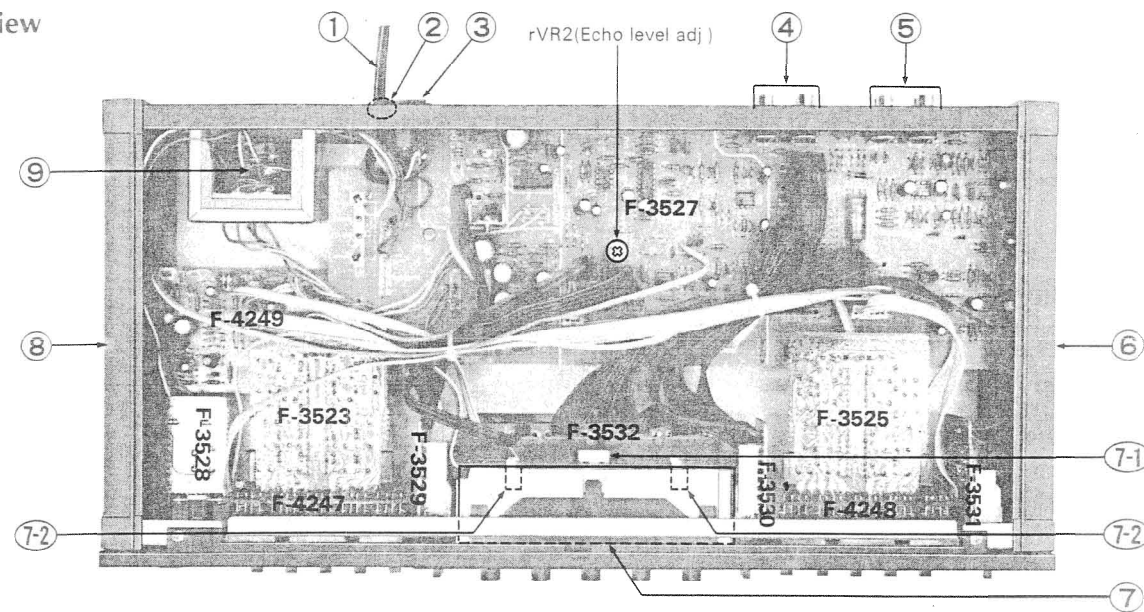 iew
① ② ③ rVR2(Echo level adj ) ④ ⑤
⑨
F-3527
F-4249
⑧ ⑥
F-3523 F-3525
F-3532
F-3528 F-3529 7-1
F-3530 F-3531
F-4247 F-4248
7-2 7-2
⑦